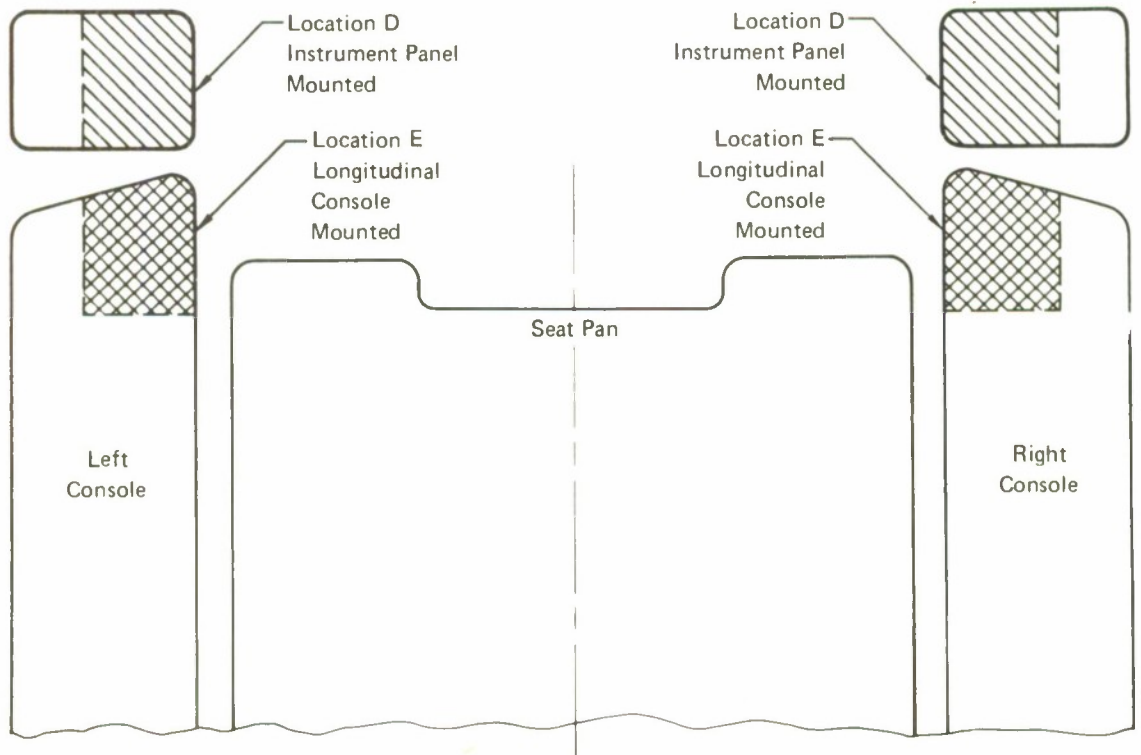 Location D
Instrument Panel
Mounted
Location D
Instrument Panel
Mounted
Location E
Longitudinal
Console
Mounted
Location E
Longitudinal
Console
Mounted
Seat Pan
Left
Console
Right
Console